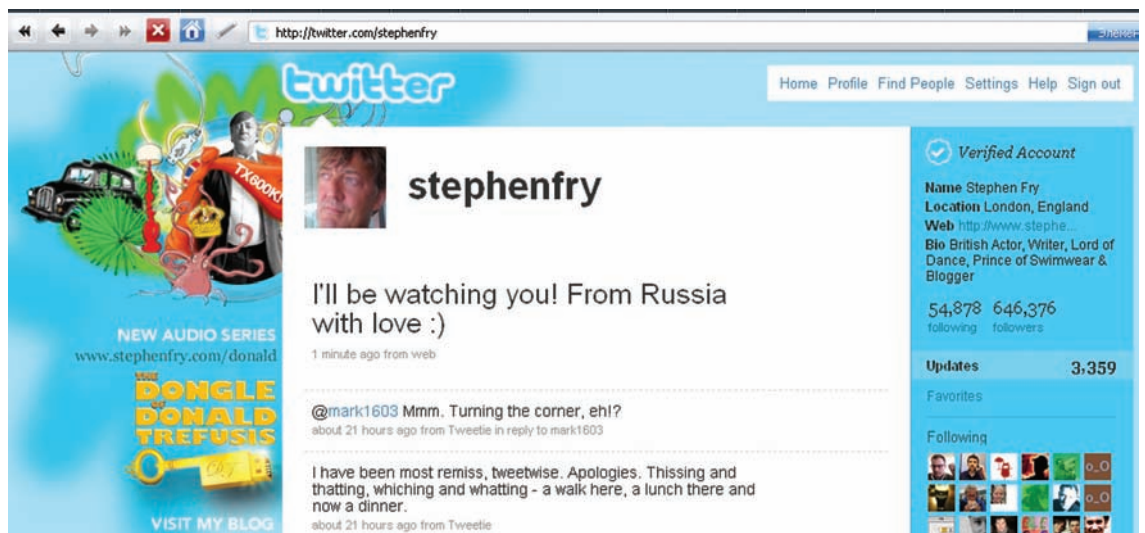 http://twitter.com/stephenfry
twitter
Home Profile Find People Settings Help Sign out
TX600K
stephenfry
I'll be watching you! From Russia
with love :)
1 minute ago from web
@mark1603 Mmm. Turning the corner, eh!?
about 21 hours ago from Tweetie in reply to mark1603
I have been most remiss, tweetwise. Apologies. Thissing and
thatting, whiching and whatting - a walk here, a lunch there and
now a dinner.
about 21 hours ago from Tweetie
NEW AUDIO SERIES
www.stephenfry.com/donald
THE
DONGLE
OF
DONALD
TREFUSIS
VISIT MY BLOG
Verified Account
Name Stephen Fry
Location London, England
Web http://www.stephe...
Bio British Actor, Writer, Lord of
Dance, Prince of Swimwear &
Blogger
54,878 646,376
following followers
Updates 3,359
Favorites
Following
o_O
o_O